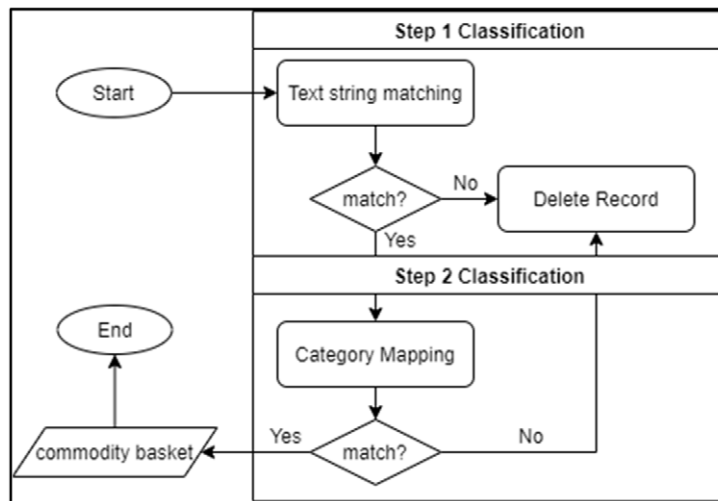 Step 1 Classification
Start
Text string matching
match?
No
Delete Record
Yes
Step 2 Classification
End
Category Mapping
commodity basket
Yes
match?
No